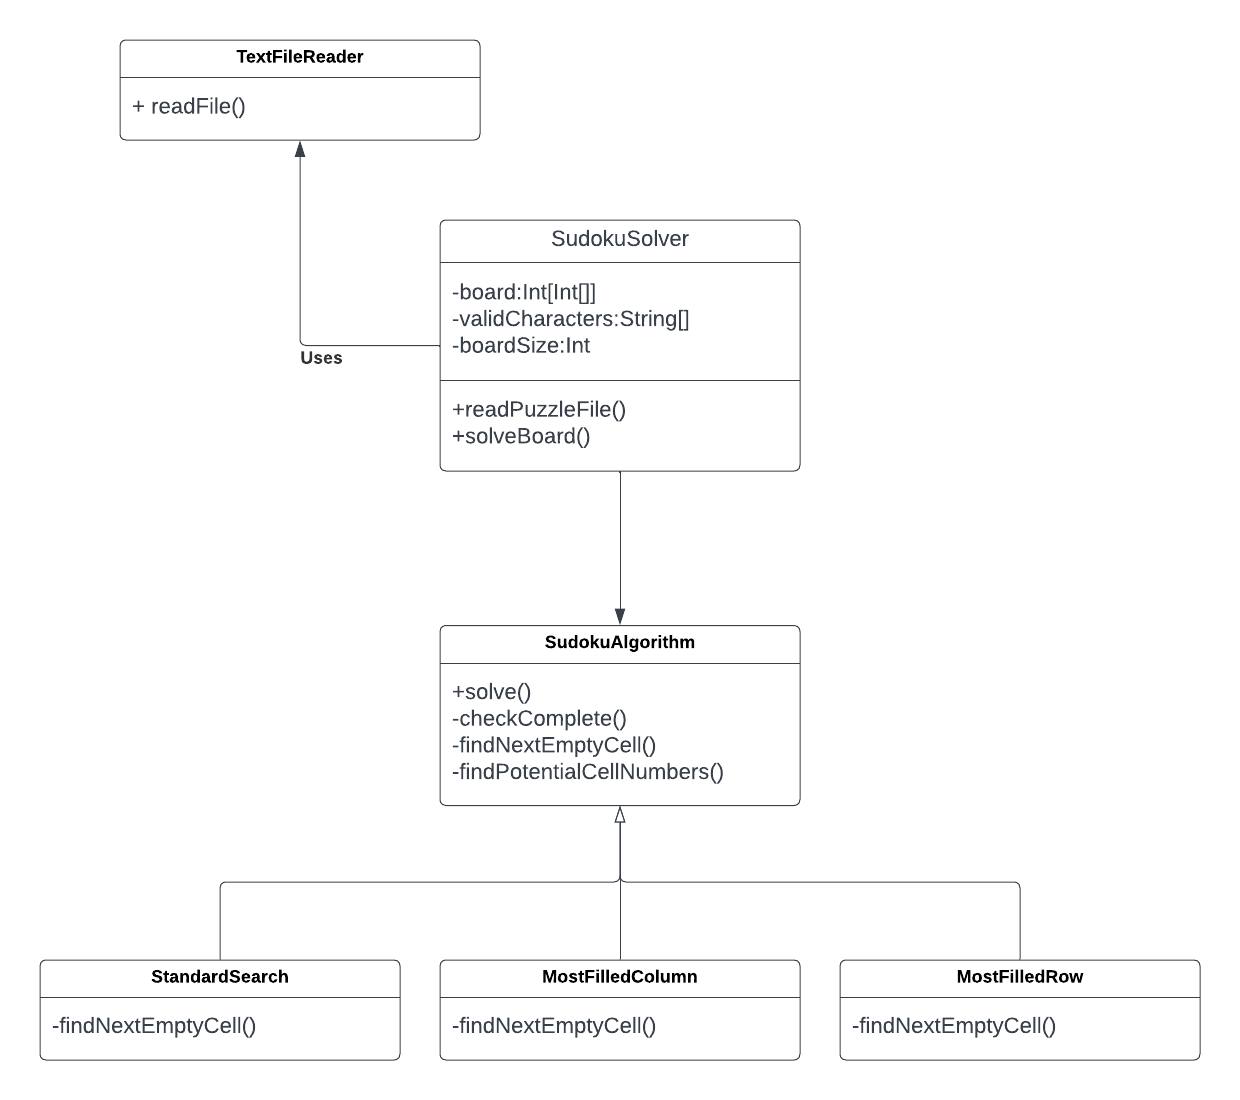 TextFileReader
+ readFile()
SudokuSolver
-board:Int[Int[]]
-validCharacters:String[]
-boardSize:Int
Uses
+readPuzzleFile()
+solveBoard()
SudokuAlgorithm
+solve()
-checkComplete()
-findNextEmptyCell()
-findPotentialCellNumbers()
StandardSearch
-findNextEmptyCell()
MostFilledColumn
-findNextEmptyCell()
MostFilledRow
-findNextEmptyCell()